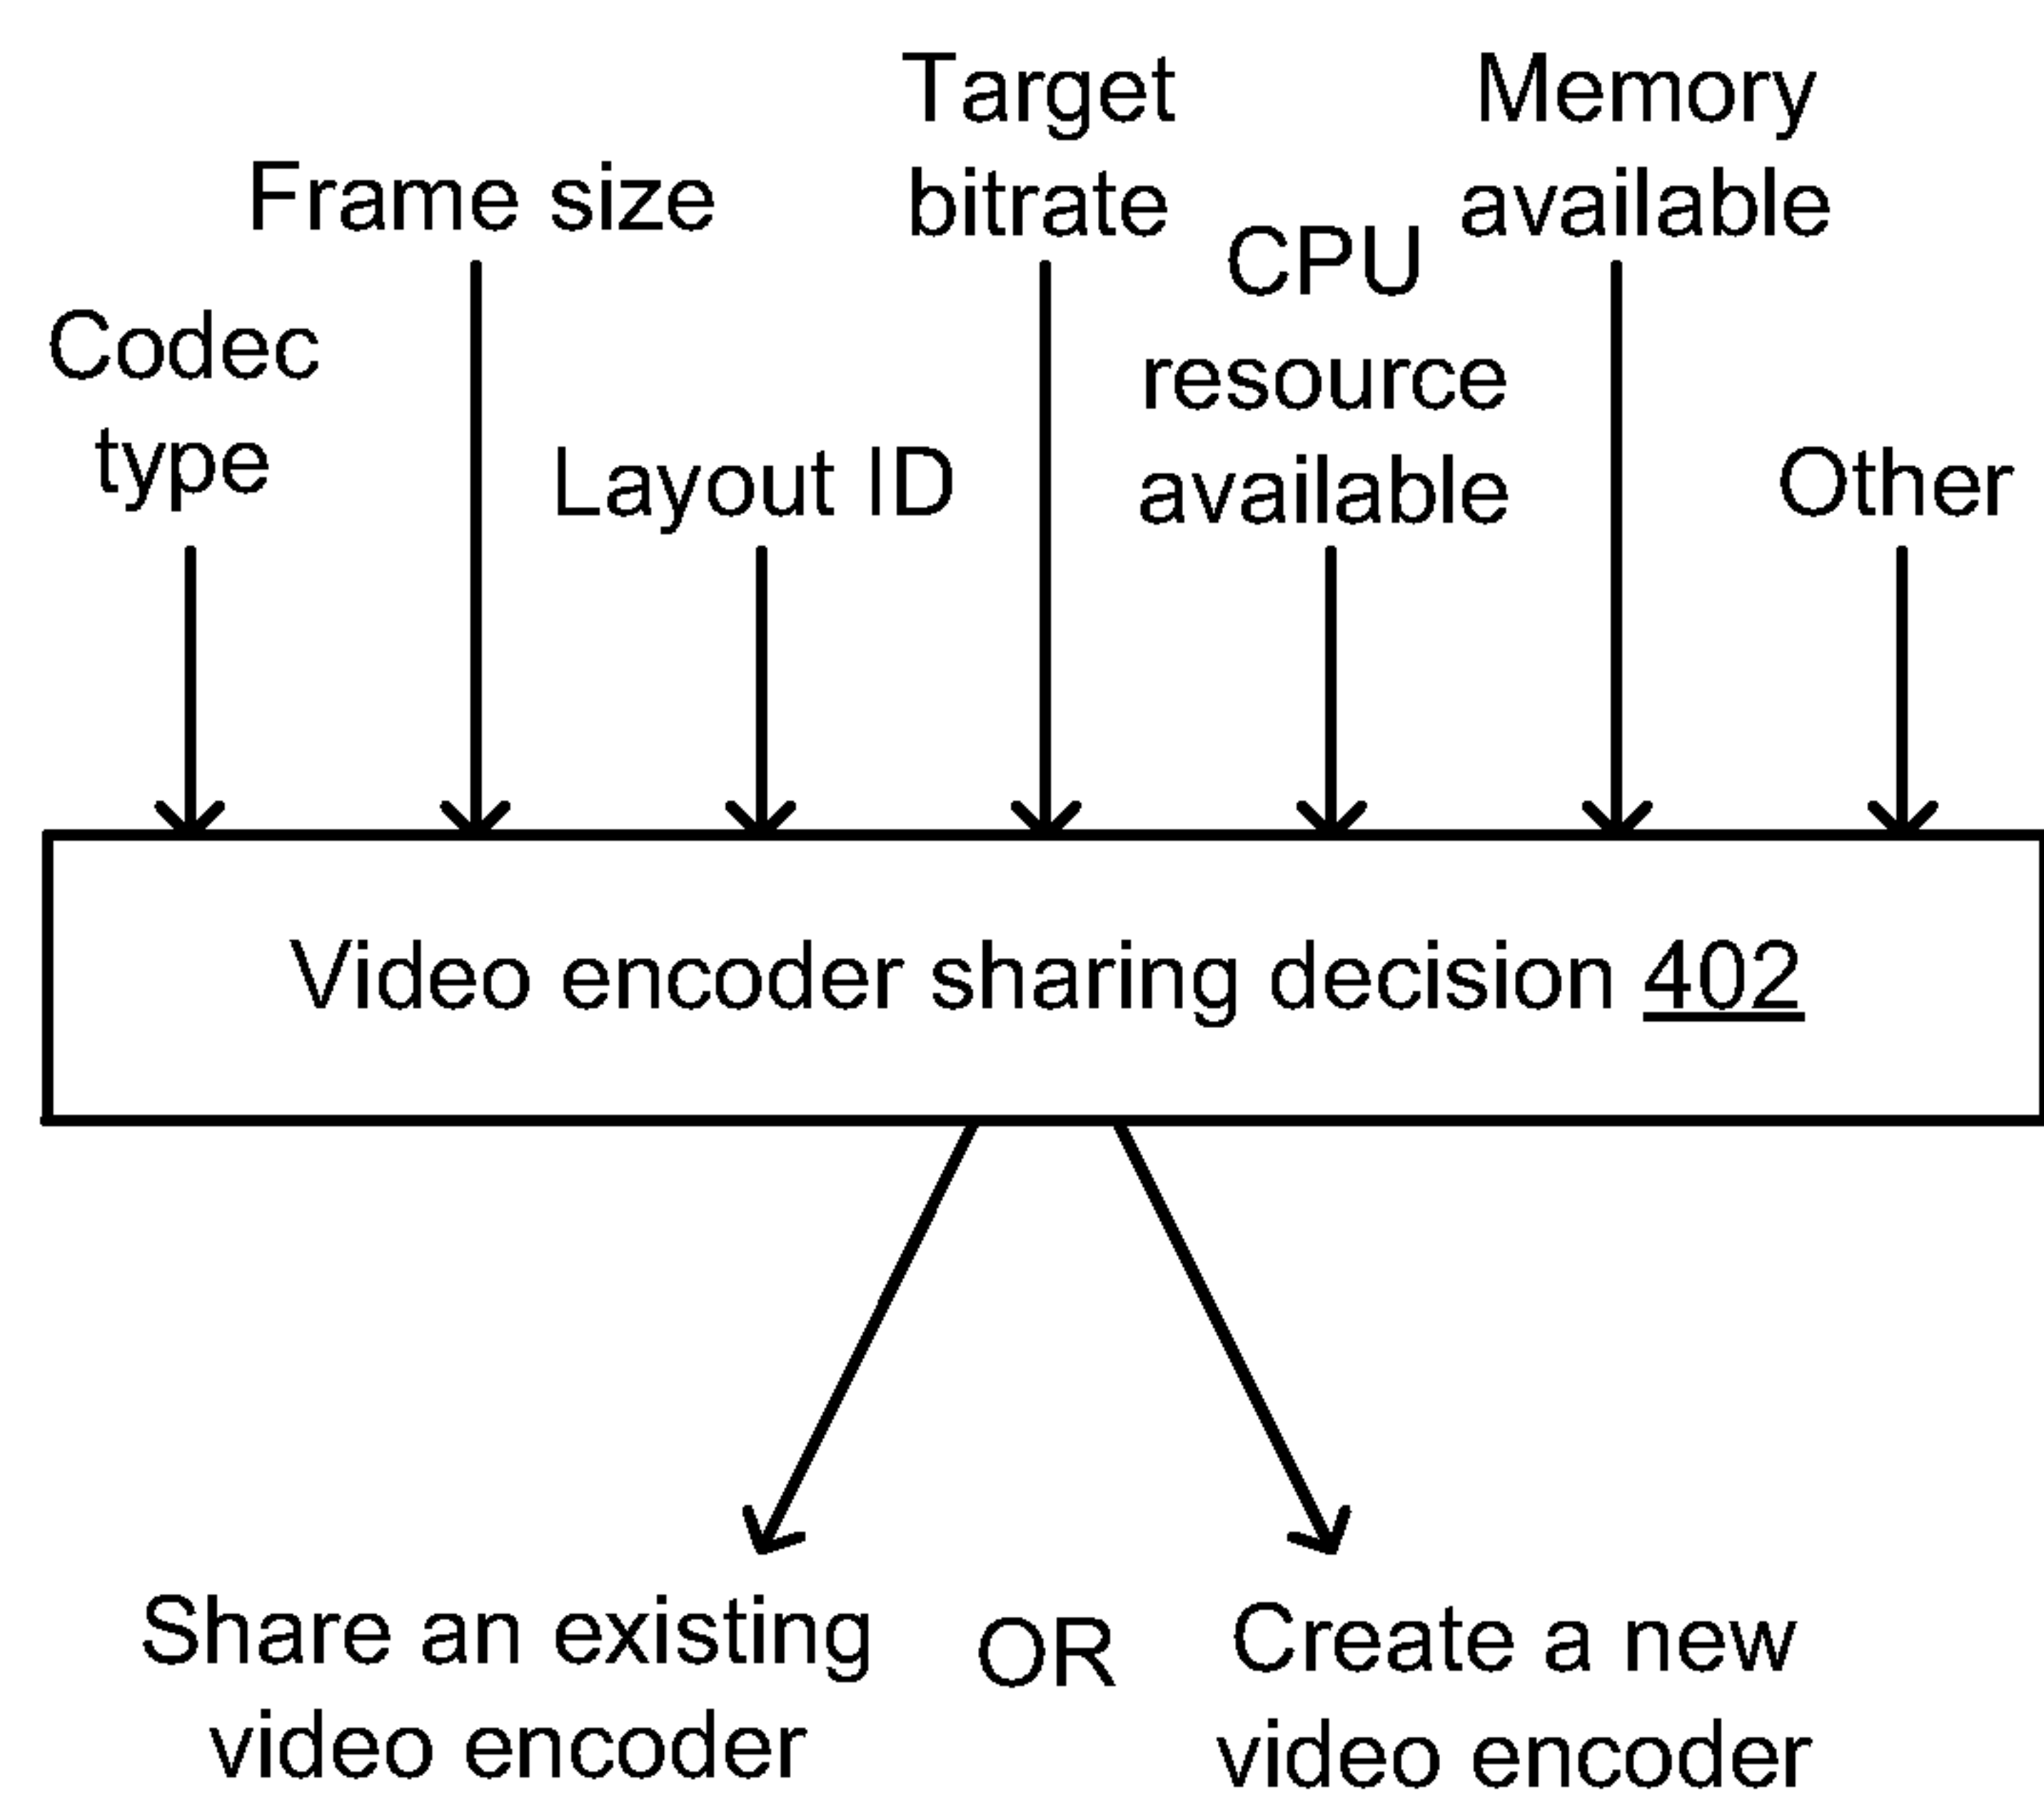 Target
bitrate
Memory
available
Frame size
CPU
resource
available
Codec
type
Layout ID
Other
Video encoder sharing decision 402
Share an existing
video encoder
OR
Create a new
video encoder